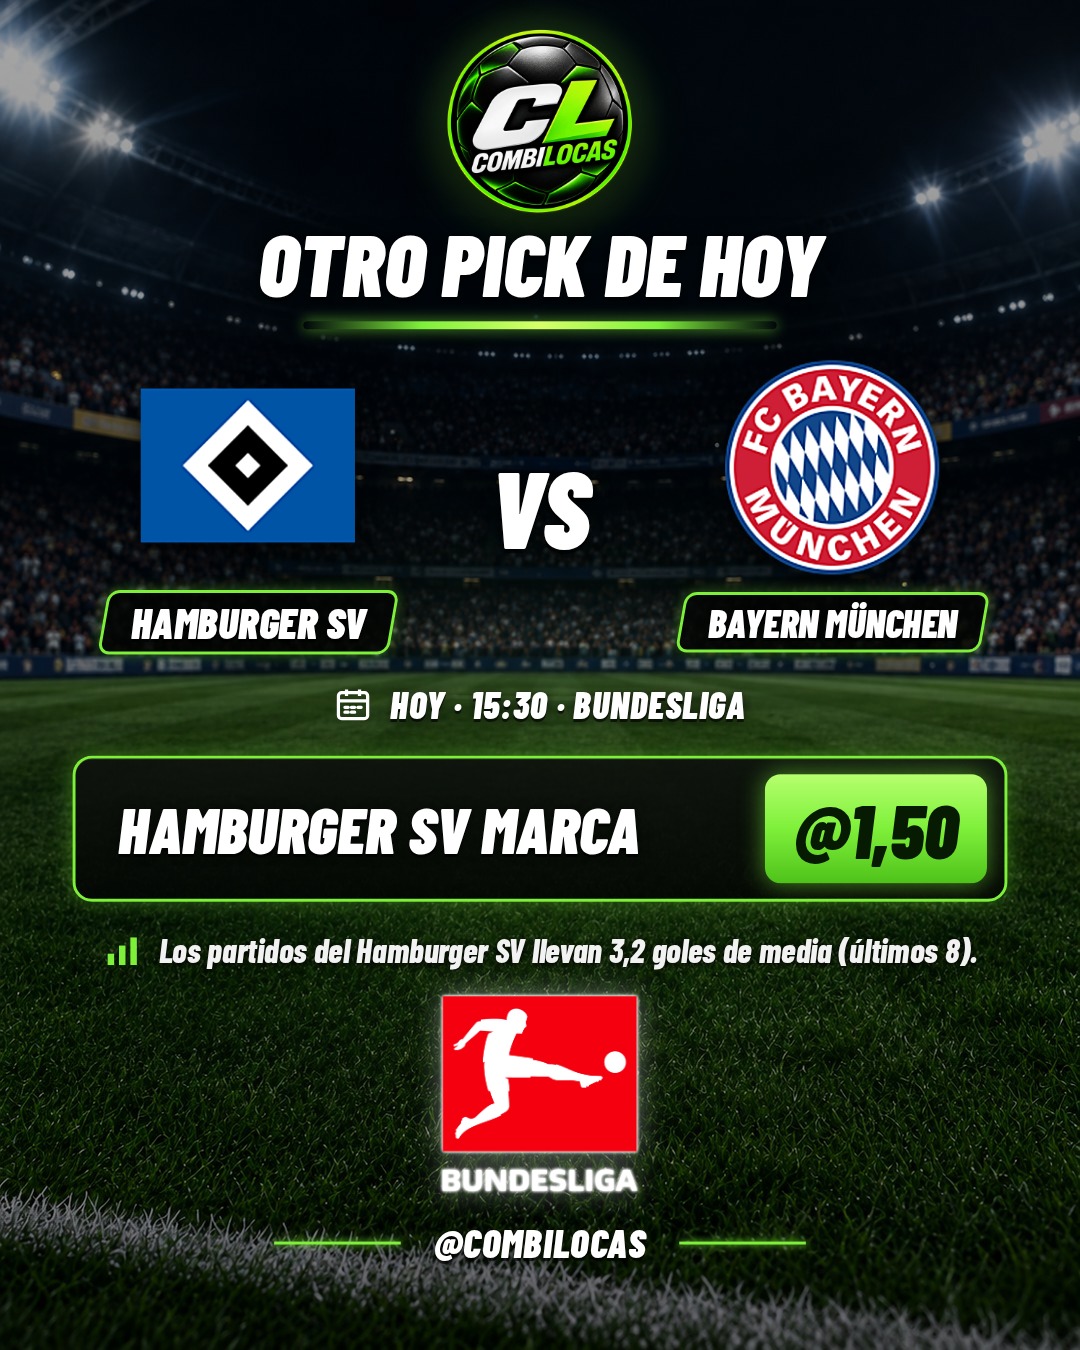 CL
COMBILOCAS
OTRO PICK DE HOY
FC BAYERN
MÜNCHEN
VS
HAMBURGER SV
BAYERN MÜNCHEN
HOY · 15:30 · BUNDESLIGA
HAMBURGER SV MARCA
@1,50
Los partidos del Hamburger SV llevan 3,2 goles de media (últimos 8).
BUNDESLIGA
@COMBILOCAS